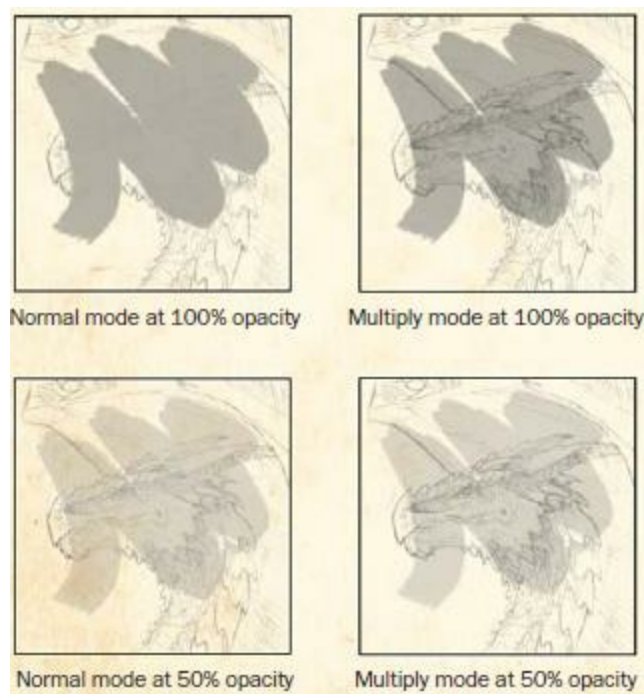 Normal mode at 100% opacity
Multiply mode at 100% opacity
Normal mode at 50% opacity
Multiply mode at 50% opacity